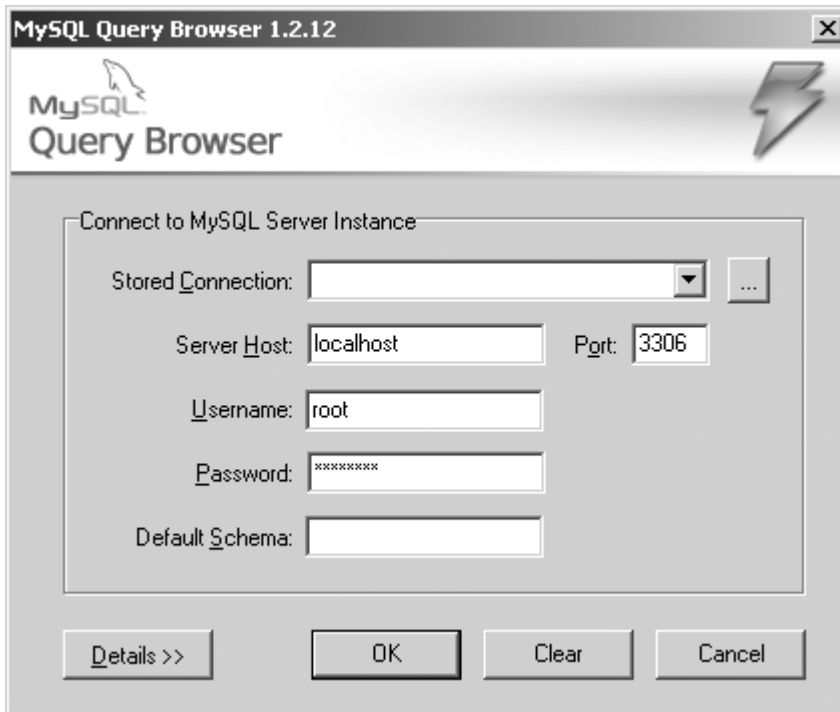 MySQL Query Browser 1.2.12
MySQL
Query Browser
Connect to MySQL Server Instance
Stored Connection:
...
Server Host: localhost Port: 3306
Username: root
Password: ********
Default Schema:
Details >> OK Clear Cancel